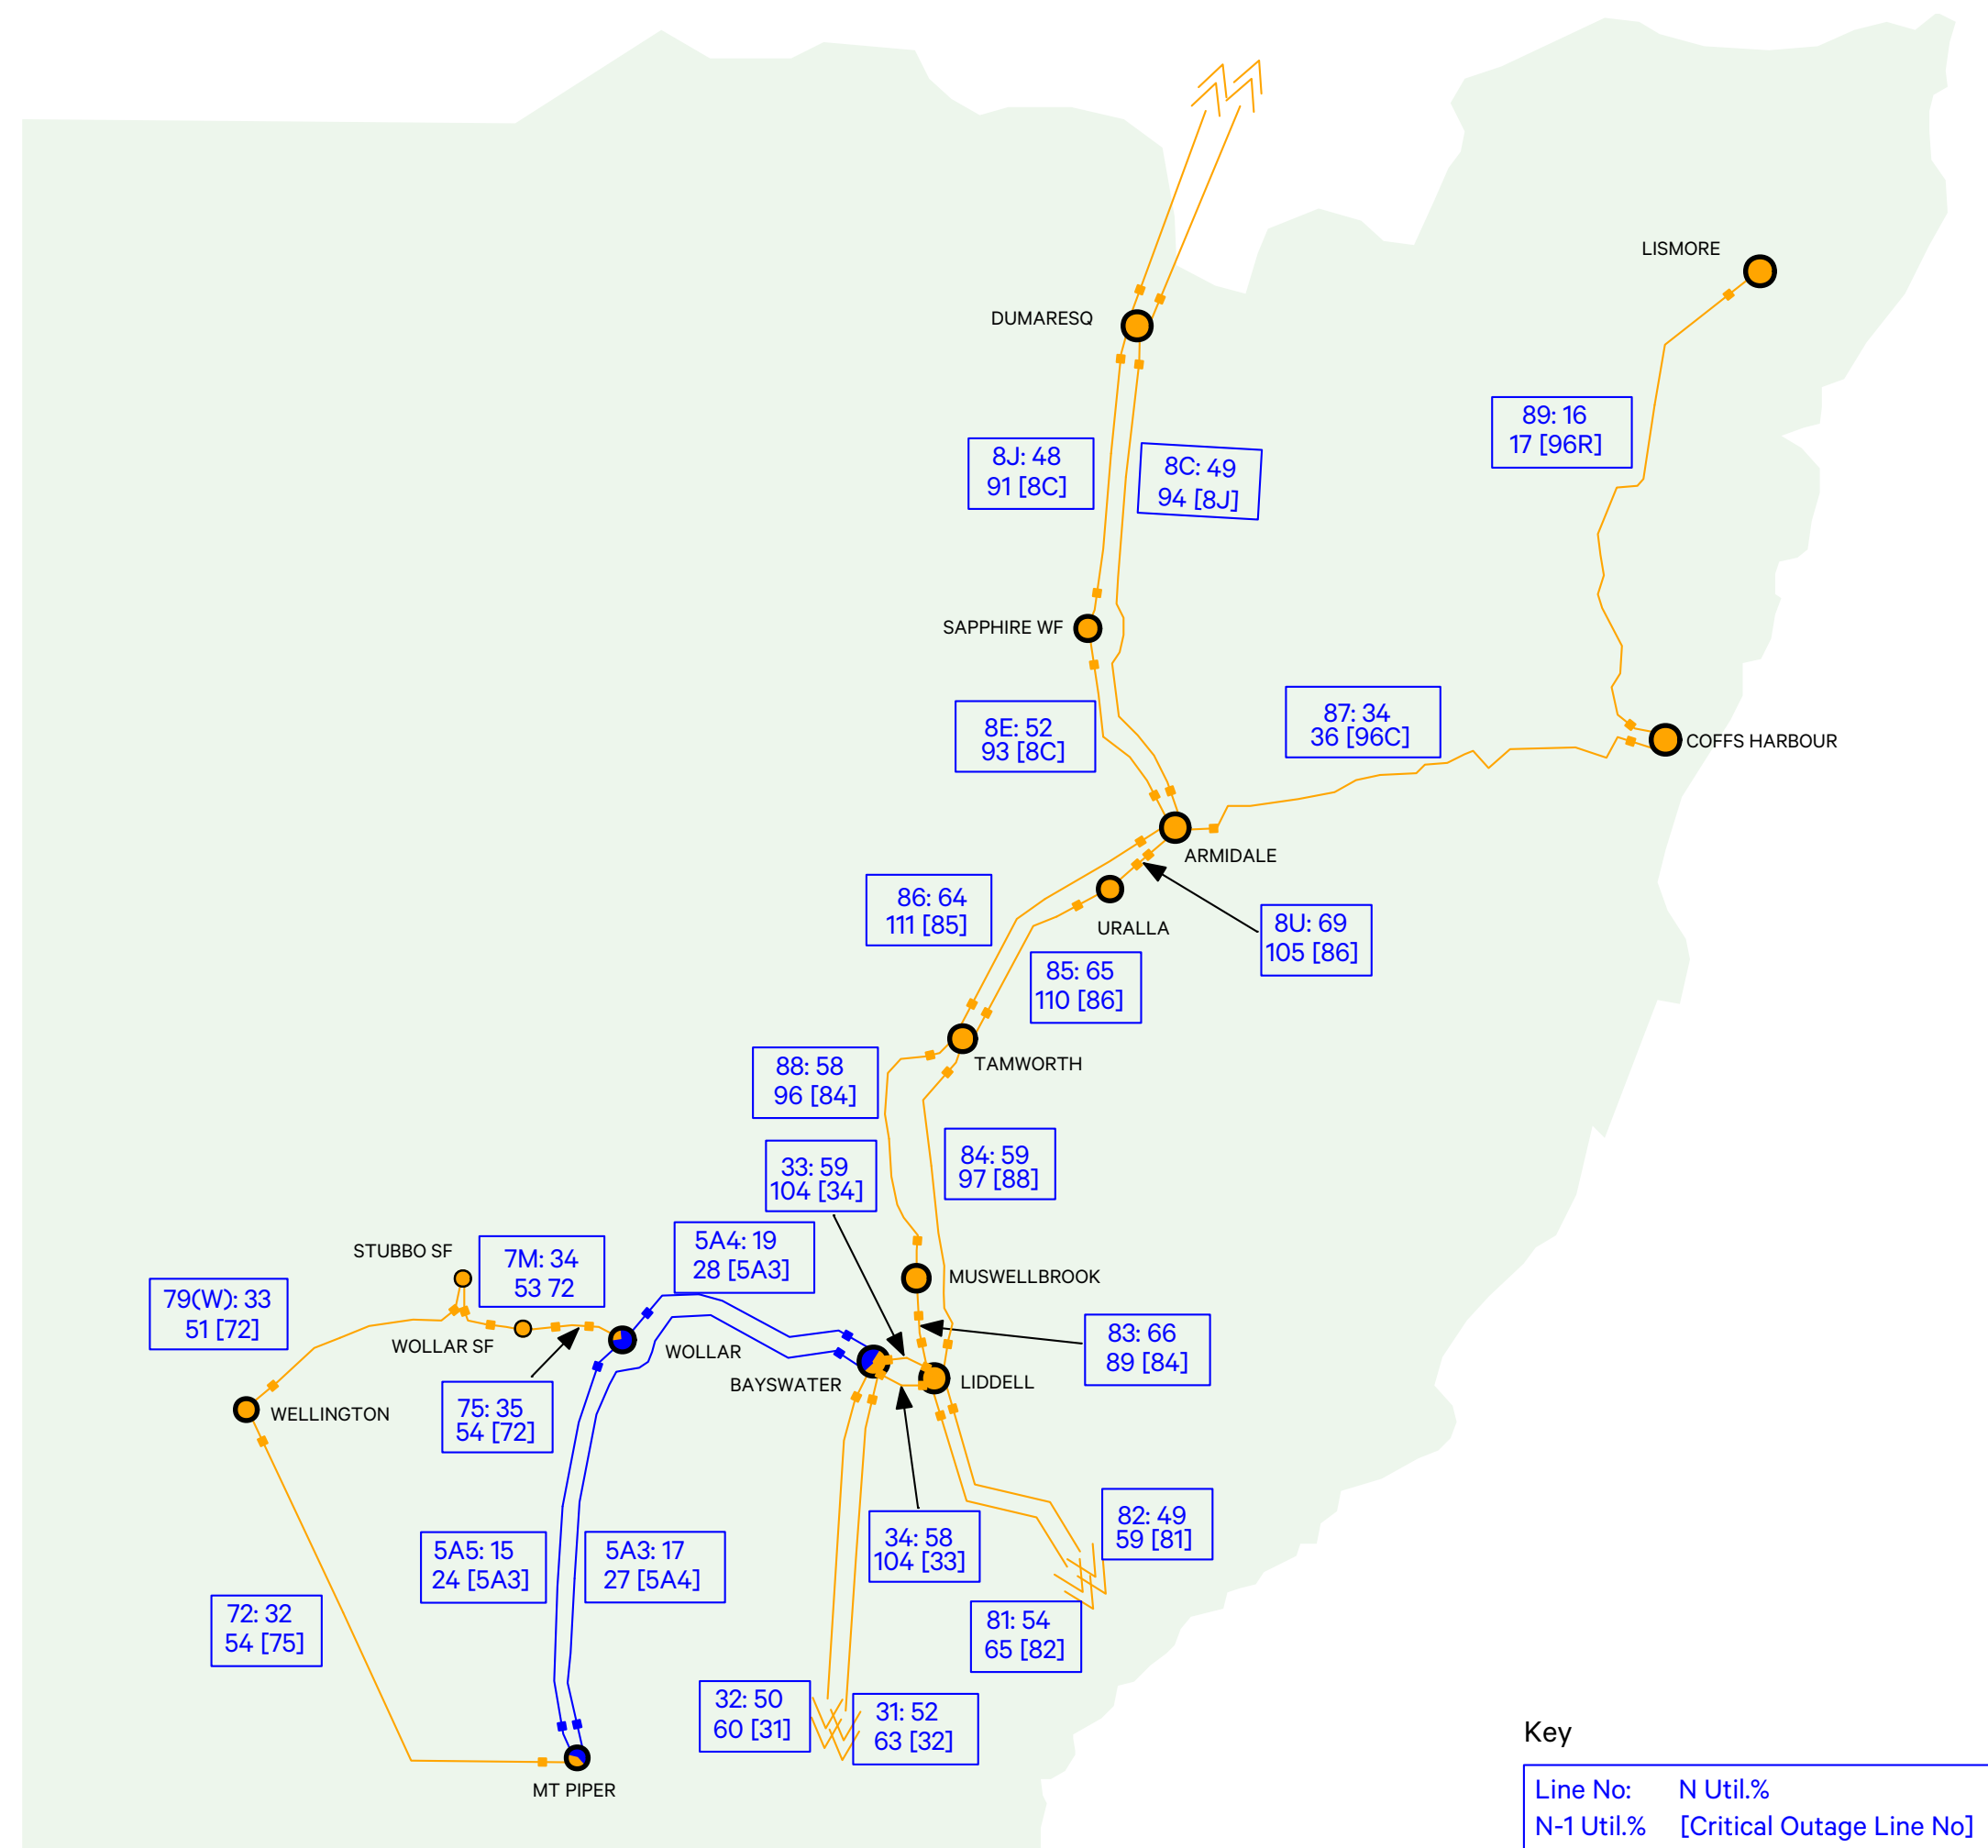 LISMORE
DUMARESQ
89: 16
17 [96R]
8J: 48
91 [8C]
8C: 49
94 [8J]
SAPPHIRE WF
8E: 52
93 [8C]
87: 34
36 [96C]
COFFS HARBOUR
ARMIDALE
86: 64
111 [85]
URALLA
8U: 69
105 [86]
85: 65
110 [86]
TAMWORTH
88: 58
96 [84]
84: 59
97 [88]
33: 59
104 [34]
STUBBO SF
7M: 34
53 72
5A4: 19
28 [5A3]
MUSWELLBROOK
79(W): 33
51 [72]
WOLLAR SF
WOLLAR
83: 66
89 [84]
BAYSWATER
LIDDELL
WELLINGTON
75: 35
54 [72]
82: 49
59 [81]
34: 58
104 [33]
5A5: 15
24 [5A3]
5A3: 17
27 [5A4]
72: 32
54 [75]
81: 54
65 [82]
32: 50
60 [31]
31: 52
63 [32]
MT PIPER
Key
Line No: N Util.%
N-1 Util.% [Critical Outage Line No]